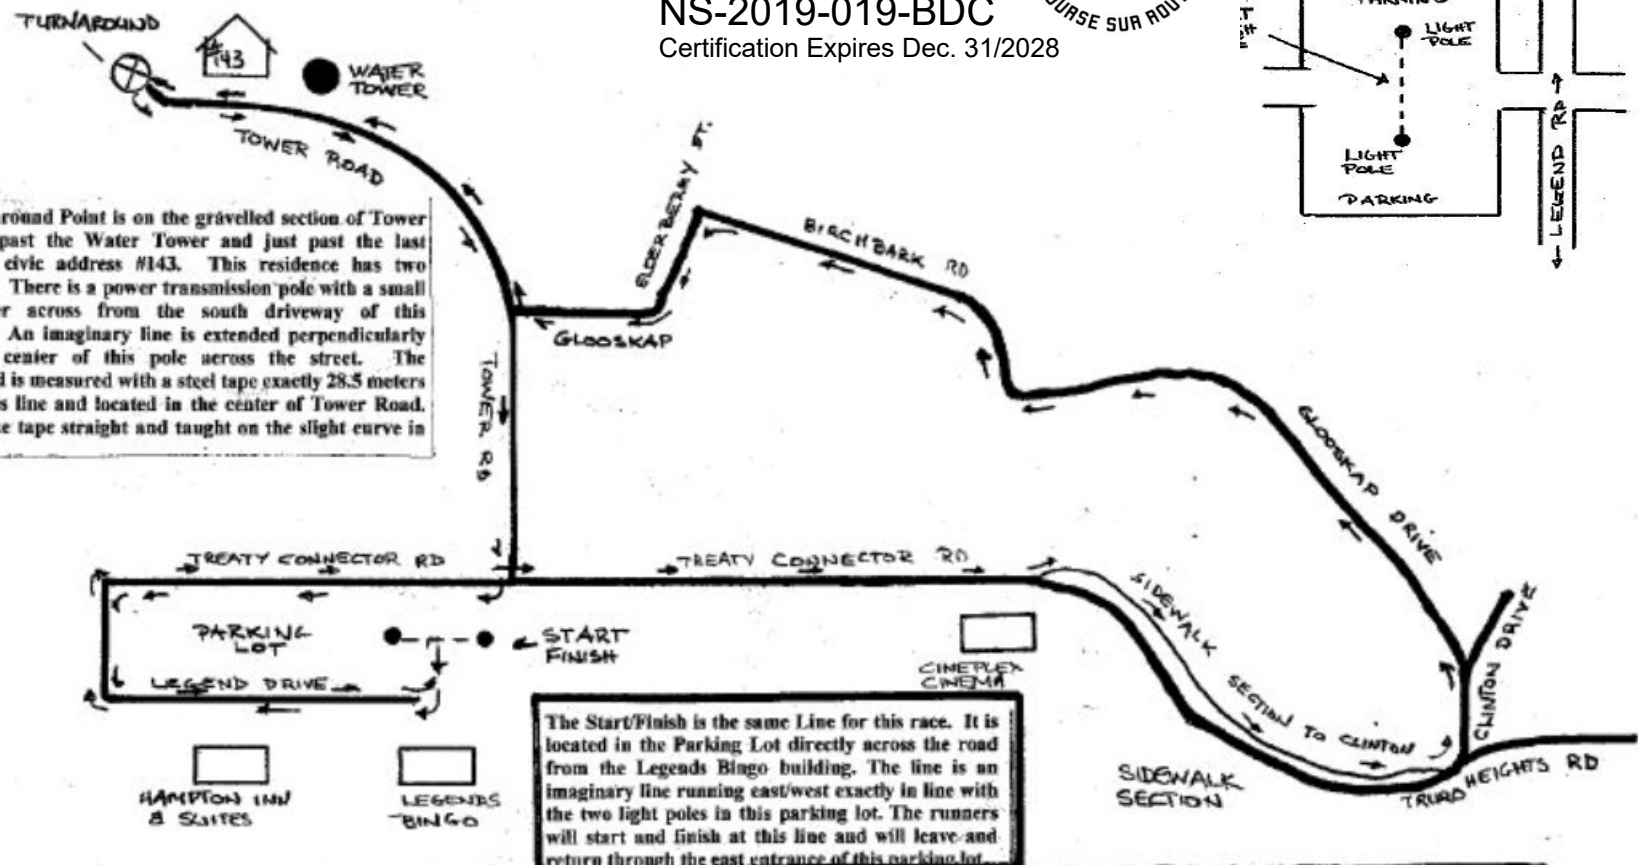 NS-2019-019-BDC
Certification Expires Dec. 31/2028
COURSE SUR ROU
PARKING
LIGHT
POLE
LIGHT
POLE
PARKING
LEGEND RD
TURNAROUND
#143
WATER
TOWER
TOWER ROAD
round Point is on the gravelled section of Tower
past the Water Tower and just past the last
civic address #143. This residence has two
There is a power transmission pole with a small
r across from the south driveway of this
An imaginary line is extended perpendicularly
center of this pole across the street. The
d is measured with a steel tape exactly 28.5 meters
s line and located in the center of Tower Road.
e tape straight and taught on the slight curve in
ELDERBERRY ST.
BIRCHBARK RD
GLOOSKAP
TOWER RD
GLOOSKAP DRIVE
TREATY CONNECTOR RD
TREATY CONNECTOR RD
SIDEWALK SECTION TO CLINTON
CLINTON DRIVE
PARKING
LOT
START
FINISH
CINEPLEX
CINEMA
LEGEND DRIVE
HAMPTON INN
& SUITES
LEGENDS
BINGO
The Start/Finish is the same Line for this race. It is
located in the Parking Lot directly across the road
from the Legends Bingo building. The line is an
imaginary line running east/west exactly in line with
the two light poles in this parking lot. The runners
will start and finish at this line and will leave and
return through the east entrance of this parking lot.
SIDEWALK
SECTION
TRURO HEIGHTS RD